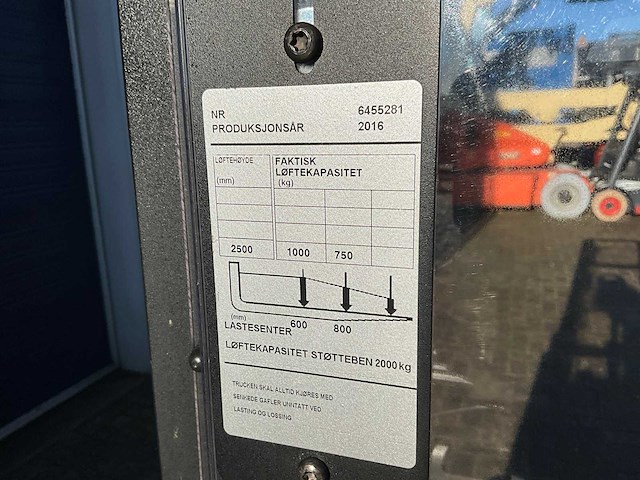 NR 6455281
PRODUKSJONSÅR 2016
LØFTEHØYDE FAKTISK
LØFTEKAPASITET
(mm) (kg)
2500 1000 750
(mm) 600 800
LASTESENTER
LØFTEKAPASITET STØTTEBEN 2000 kg
TRUCKEN SKAL ALLTID KJØRES MED
SENKEDE GAFLER UNNTATT VED
LASTING OG LOSSING